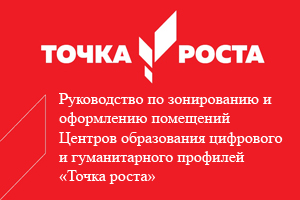 ТОЧКА РОСТА
Руководство по зонированию и
оформлению помещений
Центров образования цифрового
и гуманитарного профилей
«Точка роста»